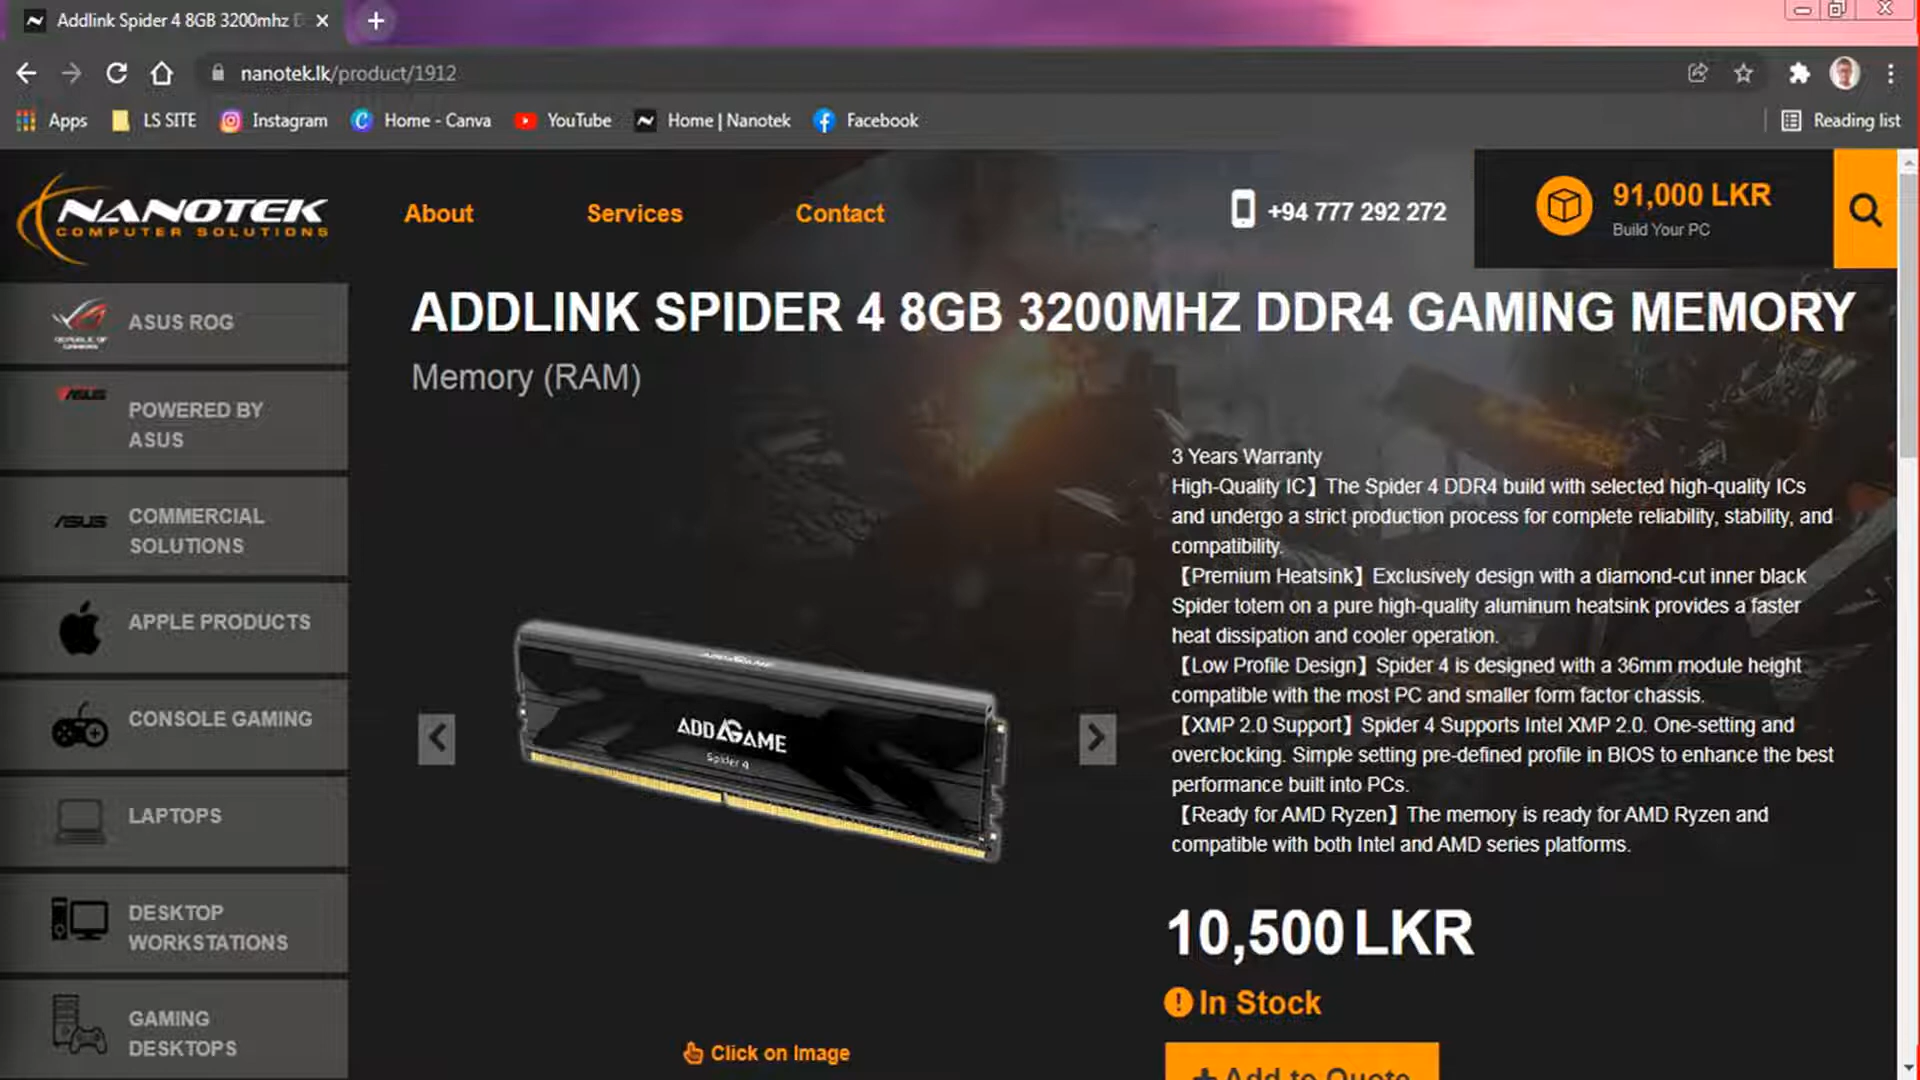 Addlink Spider 4 8GB 3200mhz D
nanotek.lk/product/1912
Apps
LS SITE
Instagram
Home - Canva
YouTube
Home | Nanotek
Facebook
Reading list
NANOTEK
COMPUTER SOLUTIONS
About
Services
Contact
+94 777 292 272
91,000 LKR
Build Your PC
ADDLINK SPIDER 4 8GB 3200MHZ DDR4 GAMING MEMORY
Memory (RAM)
ASUS ROG
REPUBLIC OF
GAMERS
POWERED BY
ASUS
ASUS
COMMERCIAL
SOLUTIONS
ASUS
APPLE PRODUCTS
CONSOLE GAMING
LAPTOPS
DESKTOP
WORKSTATIONS
GAMING
DESKTOPS
ADDGAME
ADDGAME
Spider 4
Click on Image
3 Years Warranty
High-Quality IC】The Spider 4 DDR4 build with selected high-quality ICs
and undergo a strict production process for complete reliability, stability, and
compatibility.
【Premium Heatsink】Exclusively design with a diamond-cut inner black
Spider totem on a pure high-quality aluminum heatsink provides a faster
heat dissipation and cooler operation.
【Low Profile Design】Spider 4 is designed with a 36mm module height
compatible with the most PC and smaller form factor chassis.
【XMP 2.0 Support】Spider 4 Supports Intel XMP 2.0. One-setting and
overclocking. Simple setting pre-defined profile in BIOS to enhance the best
performance built into PCs.
【Ready for AMD Ryzen】The memory is ready for AMD Ryzen and
compatible with both Intel and AMD series platforms.
10,500 LKR
In Stock
+ Add to Quote